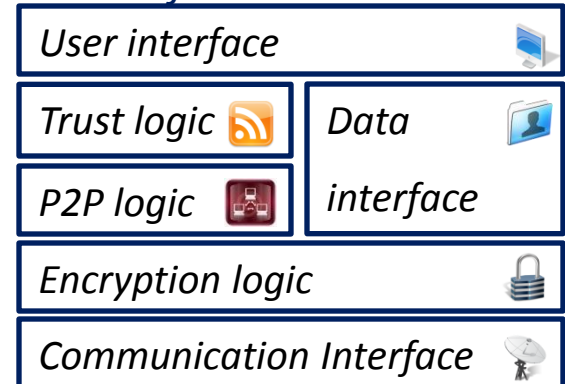 User interface
Trust logic
Data
interface
P2P logic
Encryption logic
Communication Interface